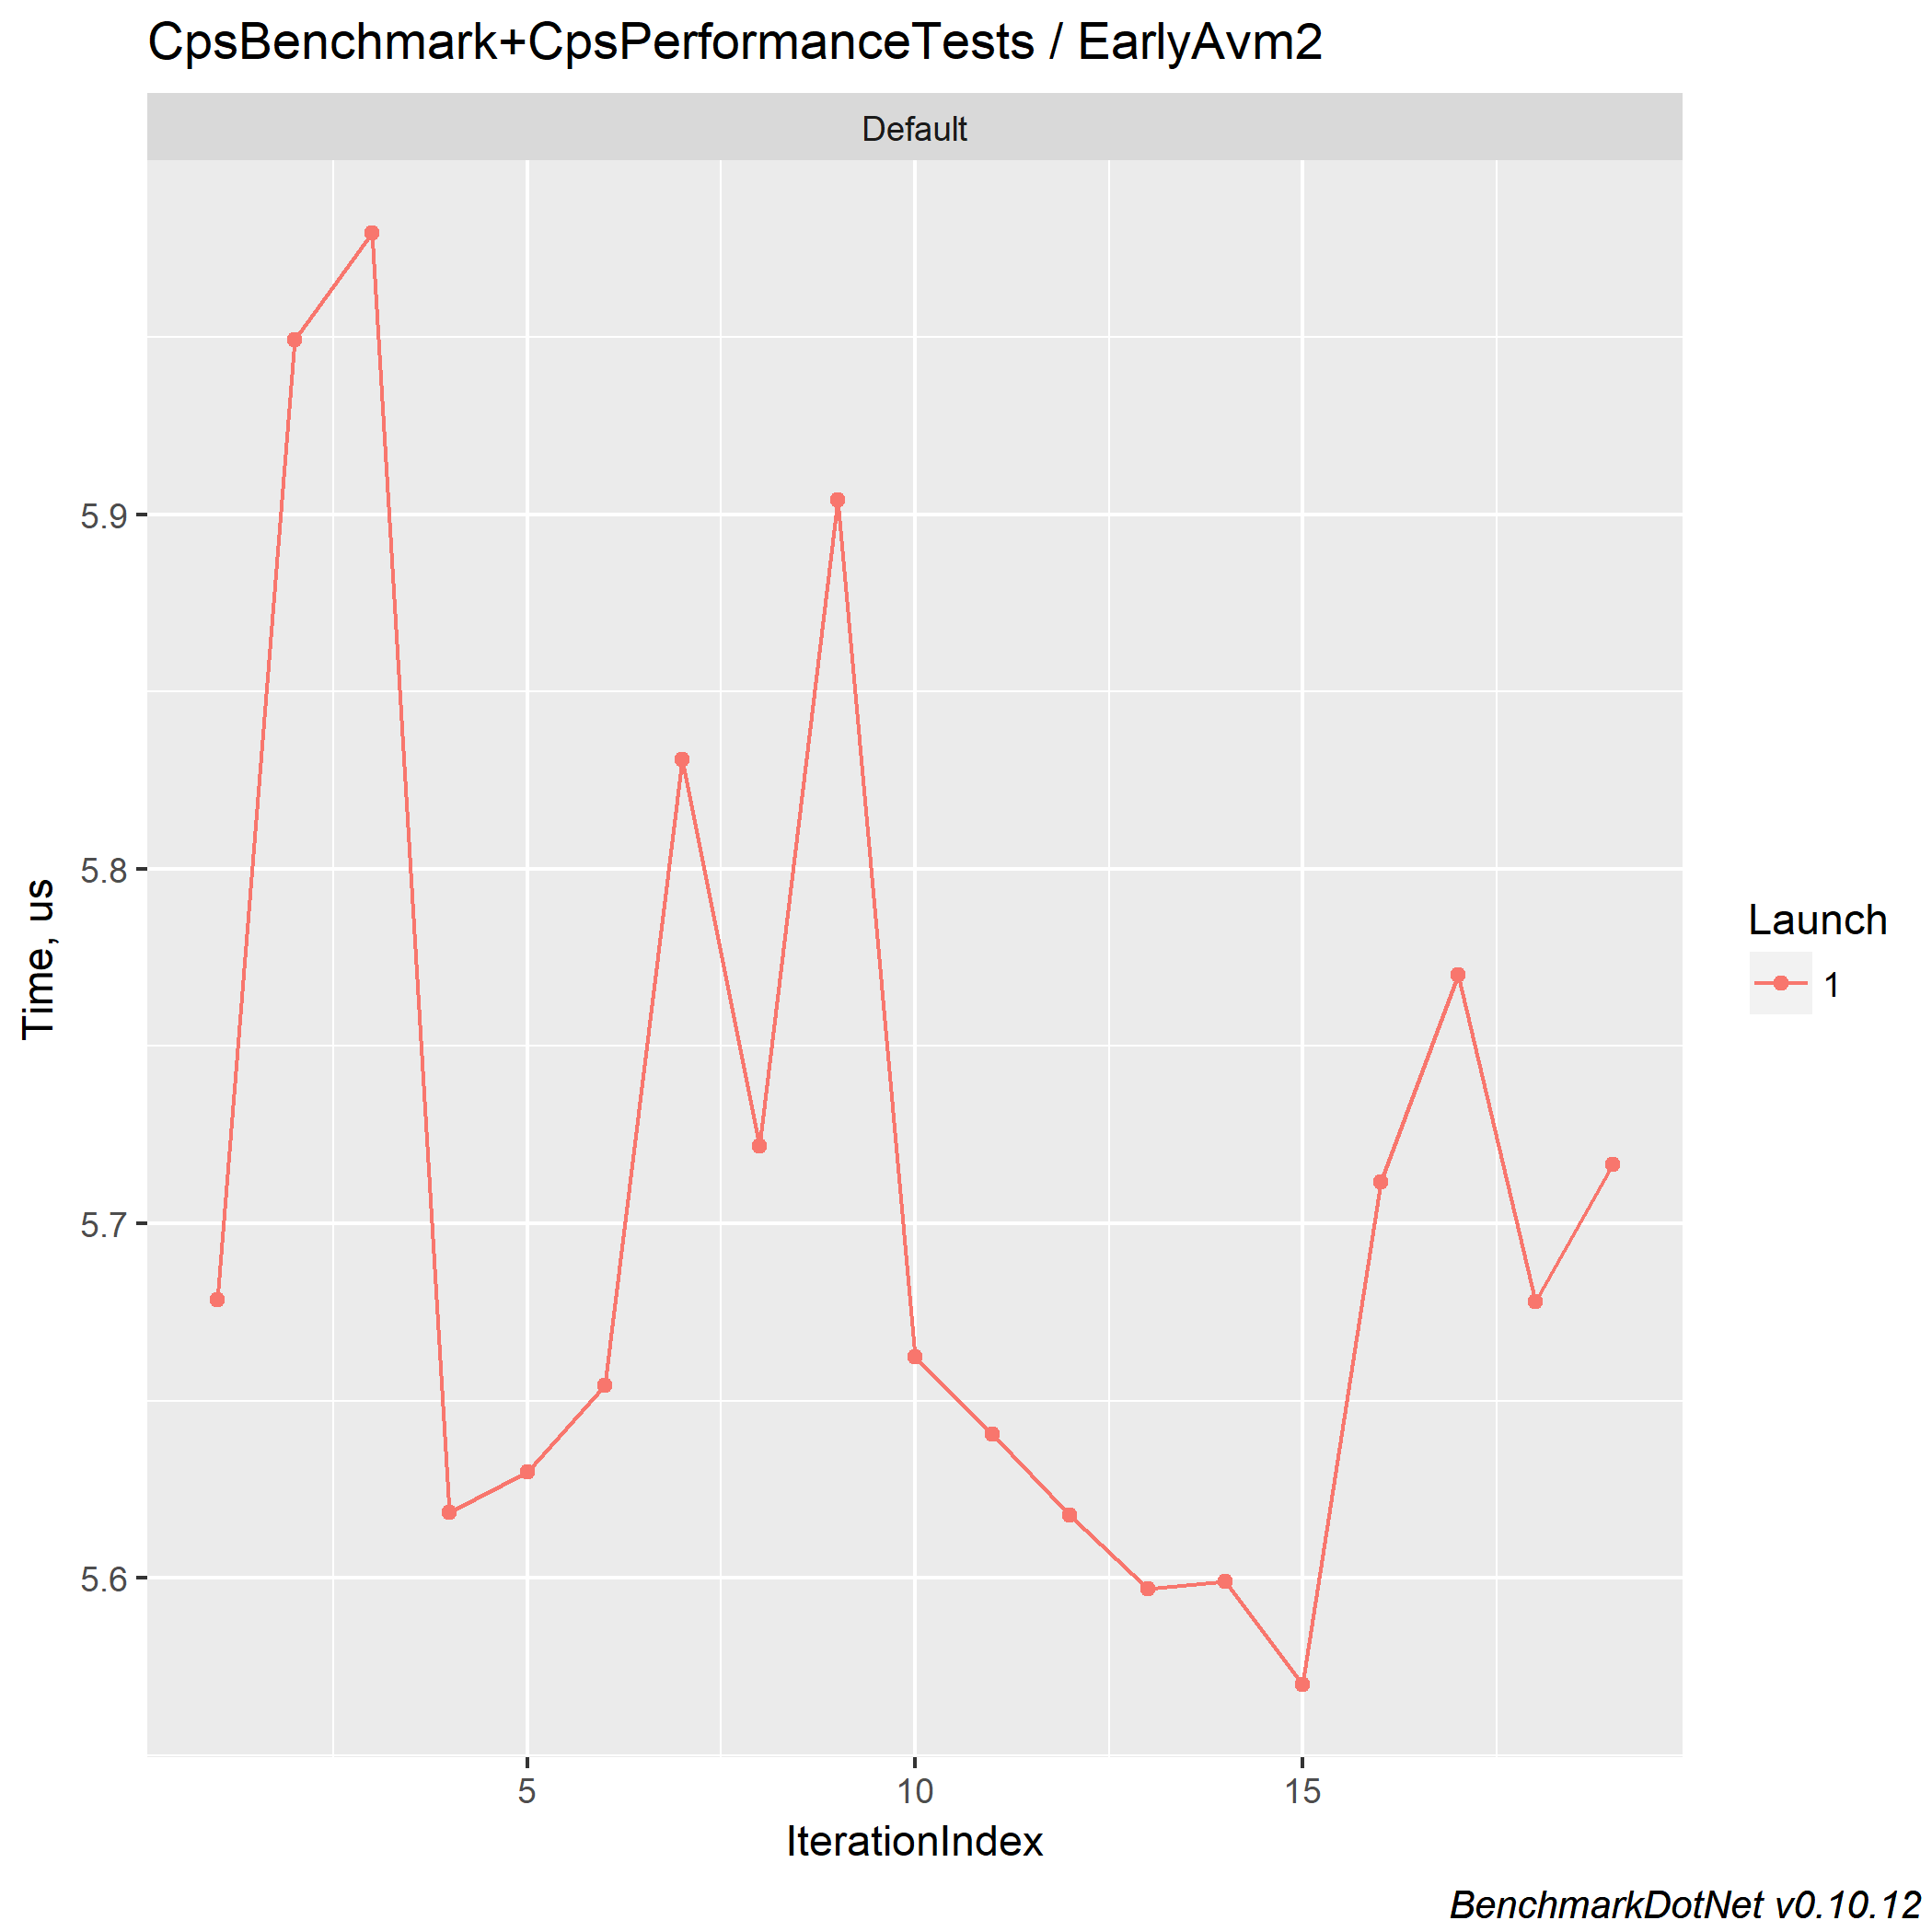 CpsBenchmark+CpsPerformanceTests / EarlyAvm2
Default
5.9
5.8
5.7
5.6
Time, us
5 10 15
IterationIndex
Launch
1
BenchmarkDotNet v0.10.12